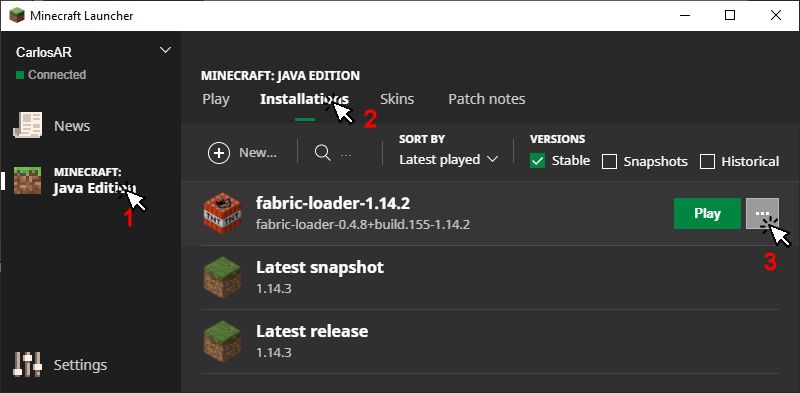 Minecraft Launcher
CarlosAR
Connected
News
MINECRAFT:
Java Edition
1
Settings
MINECRAFT: JAVA EDITION
Play Installations Skins Patch notes
2
New... ...
SORT BY
Latest played
VERSIONS
Stable Snapshots Historical
TNT TNT
fabric-loader-1.14.2
fabric-loader-0.4.8+build.155-1.14.2
Play ...
3
Latest snapshot
1.14.3
Latest release
1.14.3